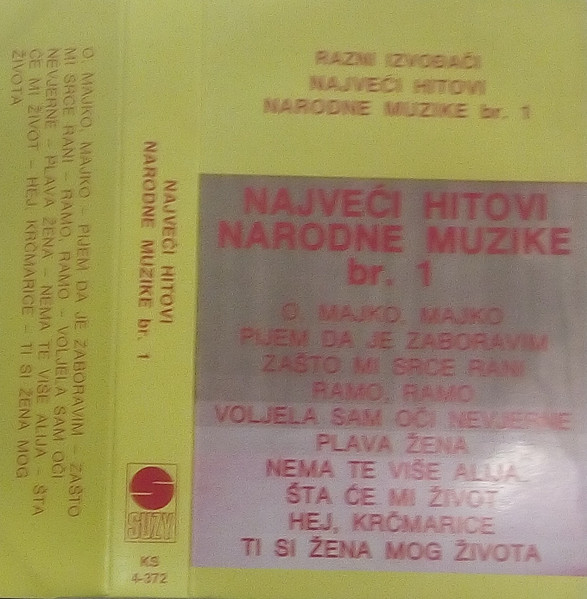 RAZNI IZVOĐAČI
NAJVEĆI HITOVI
NARODNE MUZIKE br. 1
NAJVEĆI HITOVI
NARODNE MUZIKE
br. 1
O, MAJKO, MAJKO
PIJEM DA JE ZABORAVIM
ZAŠTO MI SRCE RANI
RAMO, RAMO
VOLJELA SAM OČI NEVJERNE
PLAVA ŽENA
NEMA TE VIŠE ALIJA
ŠTA ĆE MI ŽIVOT
HEJ, KRČMARICE
TI SI ŽENA MOG ŽIVOTA
NAJVEĆI HITOVI
NARODNE MUZIKE br. 1
SUZY
KS
4-372
O, MAJKO, MAJKO – PIJEM DA JE ZABORAVIM – ZAŠTO
MI SRCE RANI – RAMO, RAMO – VOLJELA SAM OČI
NEVJERNE – PLAVA ŽENA – NEMA TE VIŠE ALIJA – ŠTA
ĆE MI ŽIVOT – HEJ KRČMARICE – TI SI ŽENA MOG
ŽIVOTA